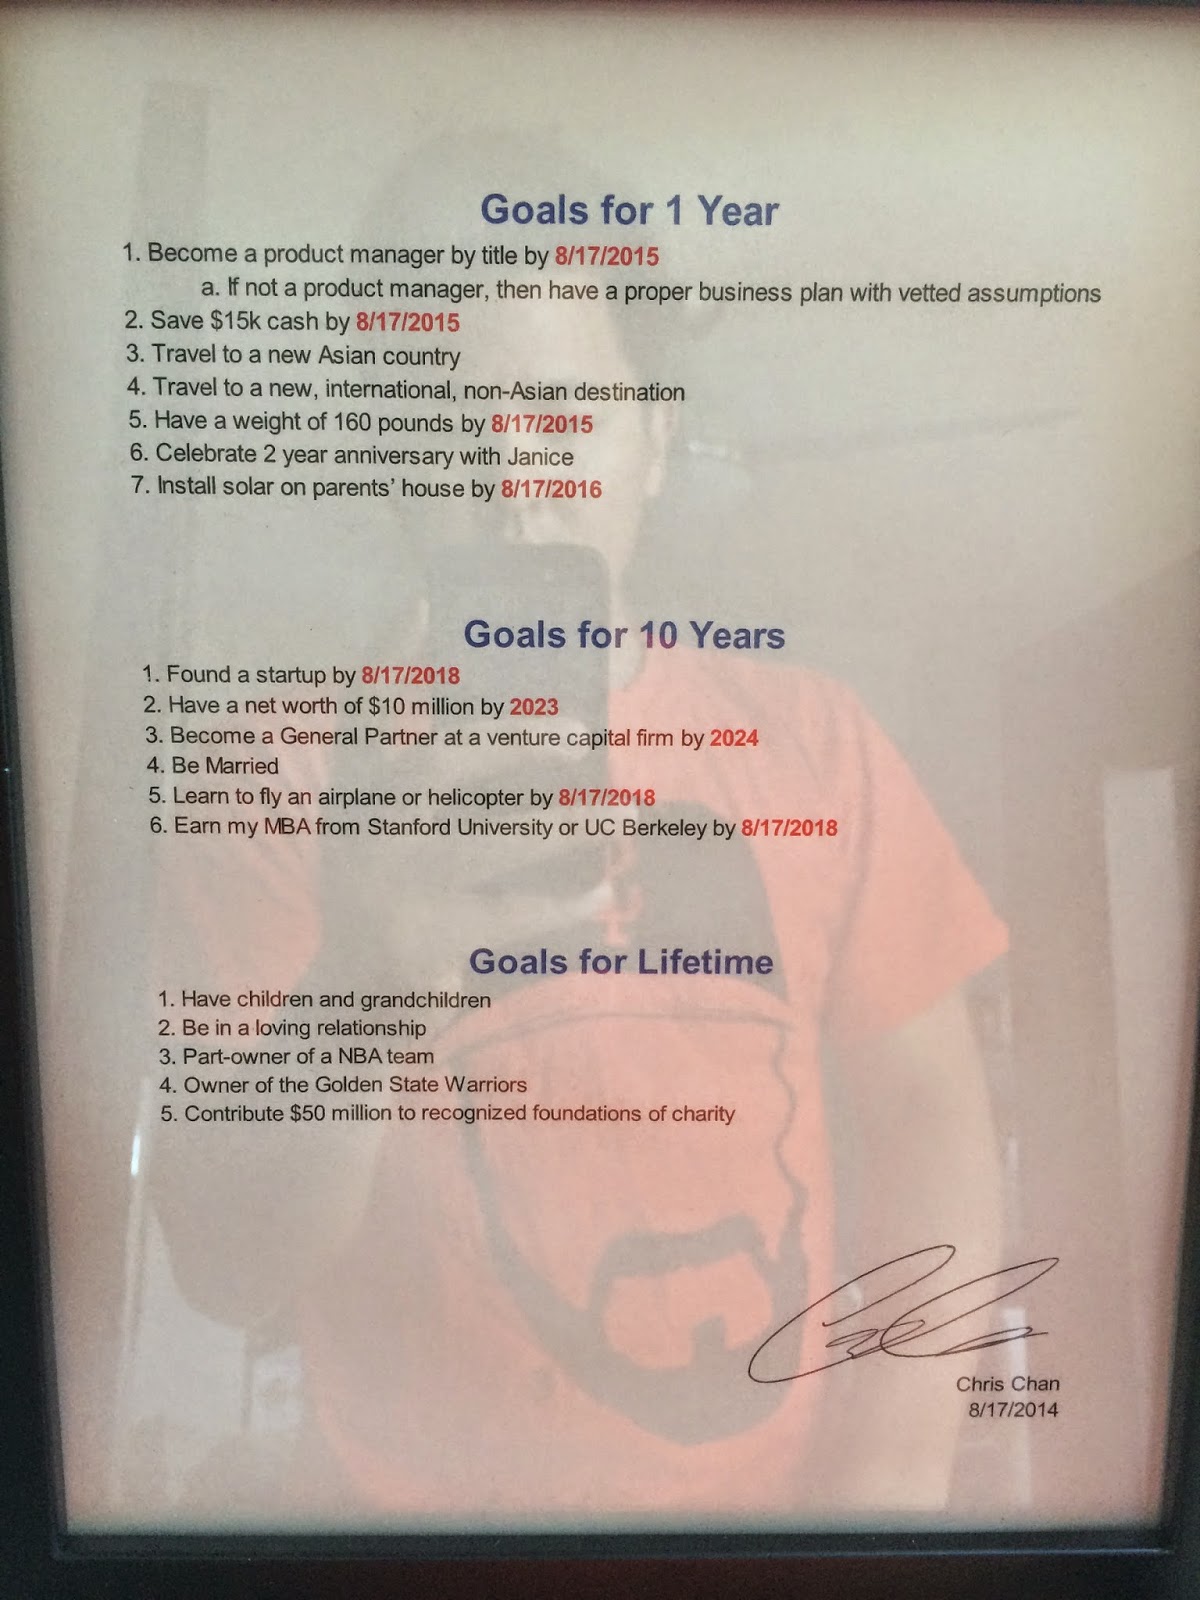 Goals for 1 Year
1. Become a product manager by title by 8/17/2015
a. If not a product manager, then have a proper business plan with vetted assumptions
2. Save $15k cash by 8/17/2015
3. Travel to a new Asian country
4. Travel to a new, international, non-Asian destination
5. Have a weight of 160 pounds by 8/17/2015
6. Celebrate 2 year anniversary with Janice
7. Install solar on parents’ house by 8/17/2016
Goals for 10 Years
1. Found a startup by 8/17/2018
2. Have a net worth of $10 million by 2023
3. Become a General Partner at a venture capital firm by 2024
4. Be Married
5. Learn to fly an airplane or helicopter by 8/17/2018
6. Earn my MBA from Stanford University or UC Berkeley by 8/17/2018
Goals for Lifetime
1. Have children and grandchildren
2. Be in a loving relationship
3. Part-owner of a NBA team
4. Owner of the Golden State Warriors
5. Contribute $50 million to recognized foundations of charity
Chris Chan
8/17/2014